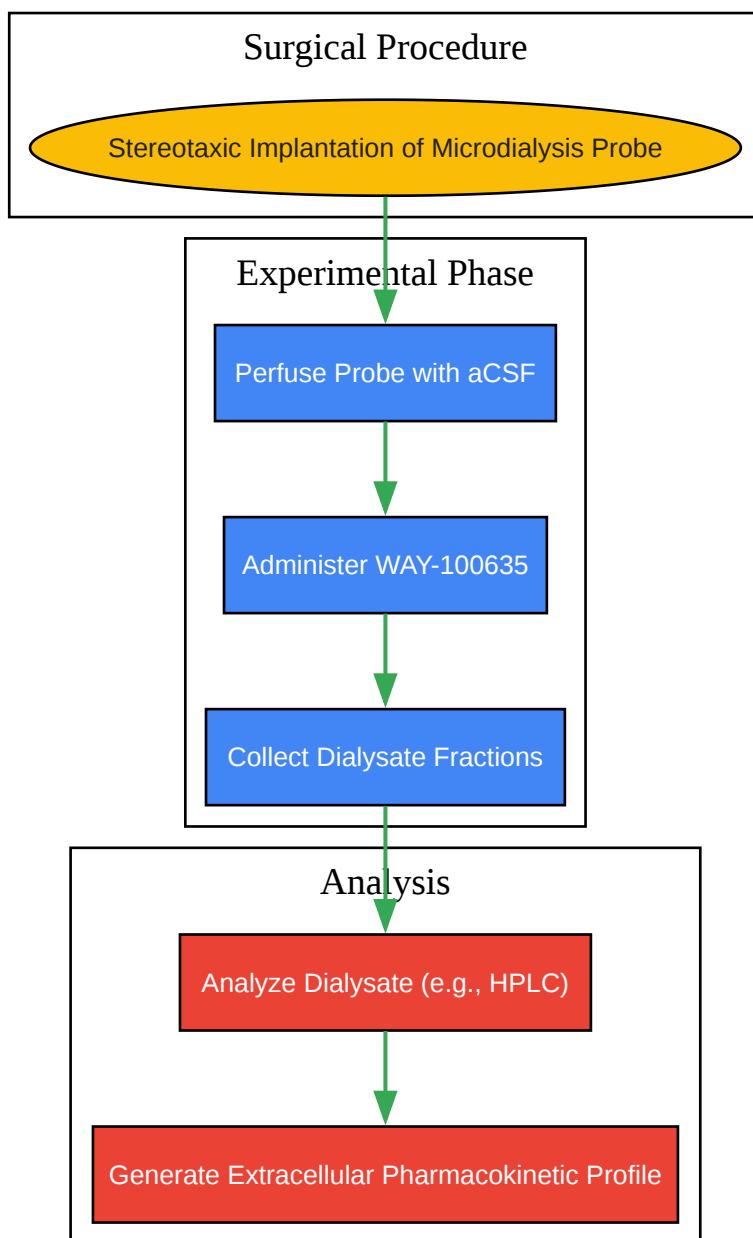 Surgical Procedure
Stereotaxic Implantation of Microdialysis Probe
Experimental Phase
Perfuse Probe with aCSF
Administer WAY-100635
Collect Dialysate Fractions
Analysis
Analyze Dialysate (e.g., HPLC)
Generate Extracellular Pharmacokinetic Profile